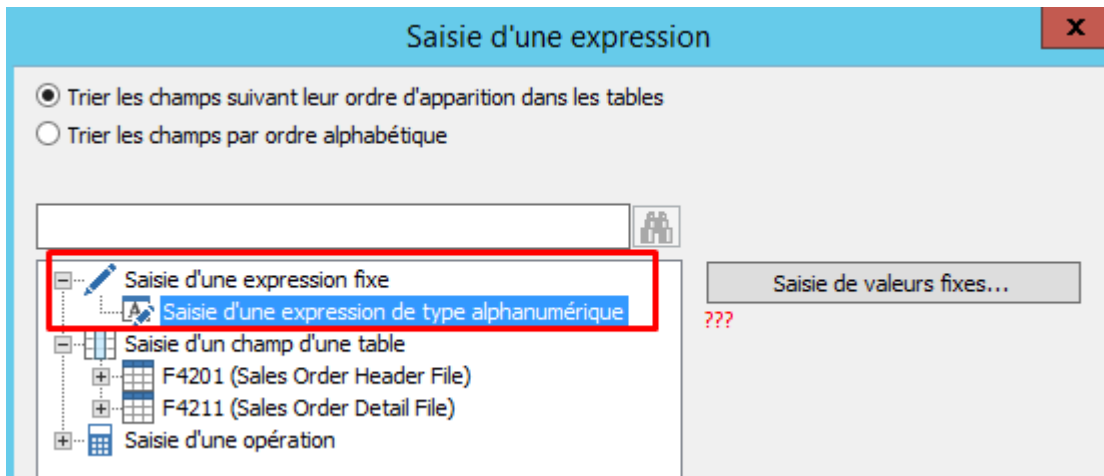 Saisie d'une expression
x
Trier les champs suivant leur ordre d'apparition dans les tables
Trier les champs par ordre alphabétique
Saisie d'une expression fixe
Saisie d'une expression de type alphanumérique
Saisie de valeurs fixes...
???
Saisie d'un champ d'une table
F4201 (Sales Order Header File)
F4211 (Sales Order Detail File)
Saisie d'une opération